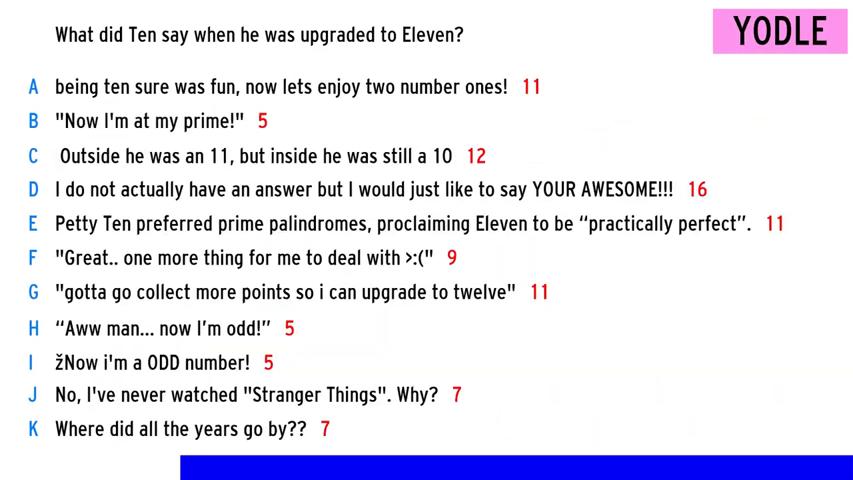 What did Ten say when he was upgraded to Eleven?
YODLE
A being ten sure was fun, now lets enjoy two number ones! 11
B "Now I'm at my prime!" 5
C Outside he was an 11, but inside he was still a 10 12
D I do not actually have an answer but I would just like to say YOUR AWESOME!!! 16
E Petty Ten preferred prime palindromes, proclaiming Eleven to be “practically perfect”. 11
F "Great.. one more thing for me to deal with >:(" 9
G "gotta go collect more points so i can upgrade to twelve" 11
H “Aww man... now I’m odd!” 5
I žNow i'm a ODD number! 5
J No, I've never watched "Stranger Things". Why? 7
K Where did all the years go by?? 7